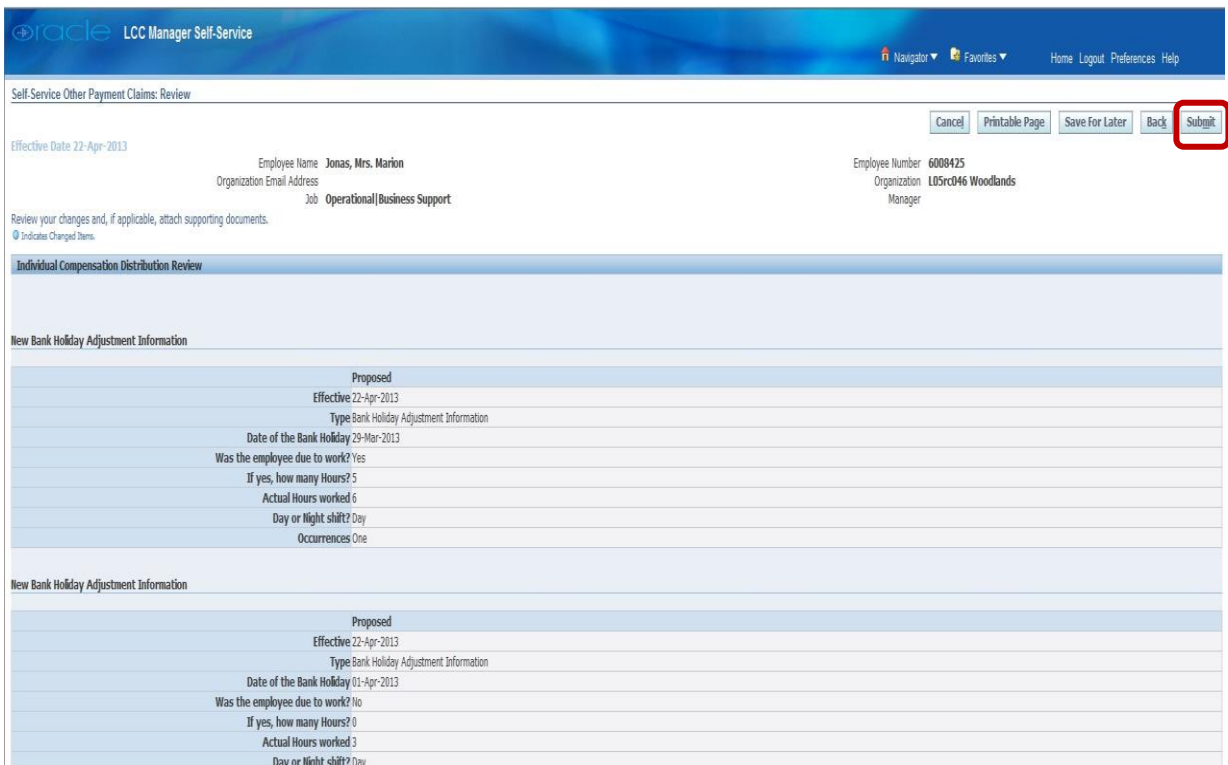 Oracle LCC Manager Self-Service
Navigator Favorites Home Logout Preferences Help
Self-Service Other Payment Claims: Review
Cancel Printable Page Save For Later Back Submit
Effective Date 22-Apr-2013
Employee Name Jonas, Mrs. Marion Employee Number 6008425
Organization Email Address Organization L05rc046 Woodlands
Job Operational|Business Support Manager
Review your changes and, if applicable, attach supporting documents.
Indicates Changed Items.
Individual Compensation Distribution Review
New Bank Holiday Adjustment Information
Proposed
Effective 22-Apr-2013
Type Bank Holiday Adjustment Information
Date of the Bank Holiday 29-Mar-2013
Was the employee due to work? Yes
If yes, how many Hours? 5
Actual Hours worked 6
Day or Night shift? Day
Occurrences One
New Bank Holiday Adjustment Information
Proposed
Effective 22-Apr-2013
Type Bank Holiday Adjustment Information
Date of the Bank Holiday 01-Apr-2013
Was the employee due to work? No
If yes, how many Hours? 0
Actual Hours worked 3
Day or Night shift? Day